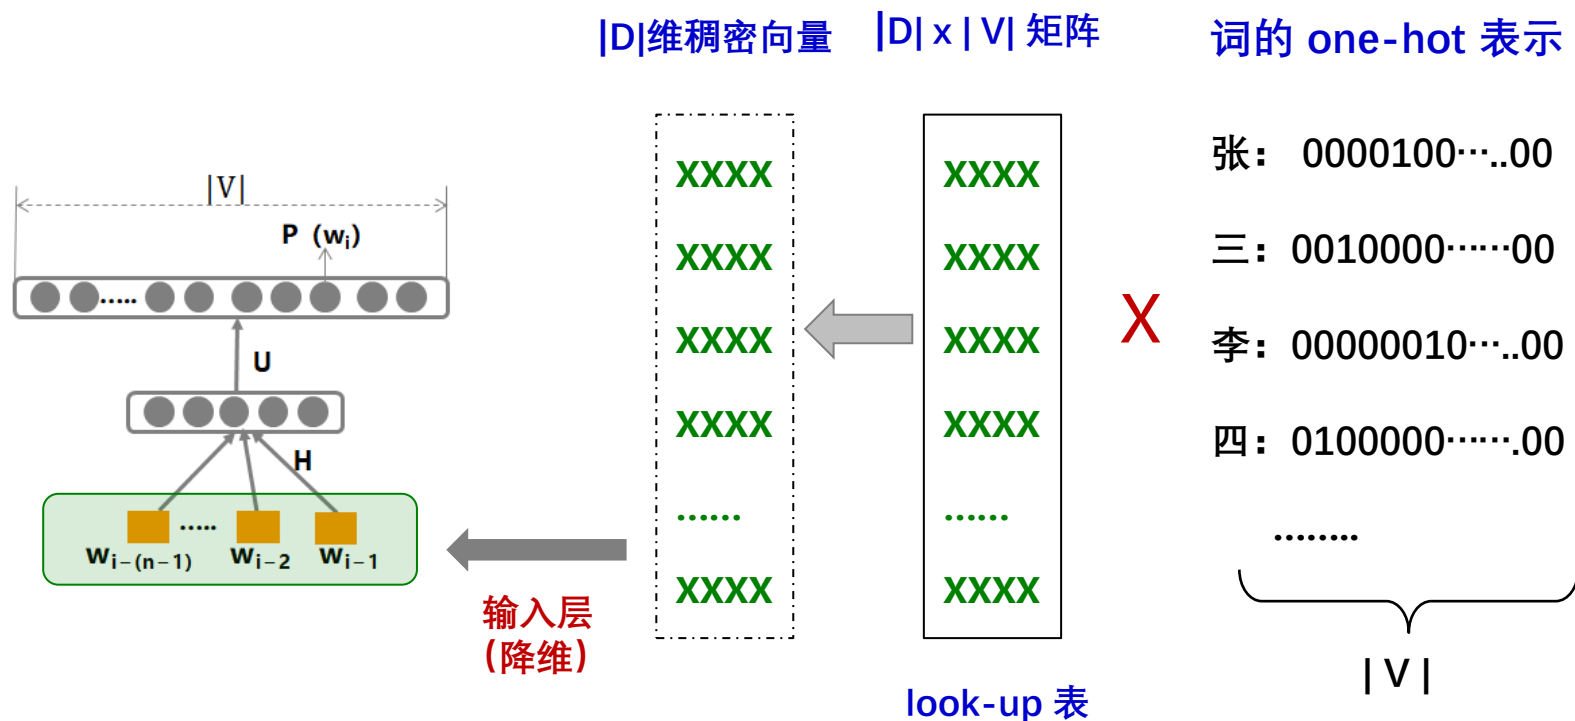 |D|维稠密向量
|D| x | V| 矩阵
词的 one-hot 表示
|V|
P (wᵢ)
U
H
wᵢ₋₍ₙ₋₁₎ ····· wᵢ₋₂ wᵢ₋₁
输入层
(降维)
XXXX
XXXX
XXXX
XXXX
······
XXXX
XXXX
XXXX
XXXX
XXXX
······
XXXX
look-up 表
X
张： 0000100···..00
三：0010000······00
李：00000010···..00
四：0100000······.00
········
| V |